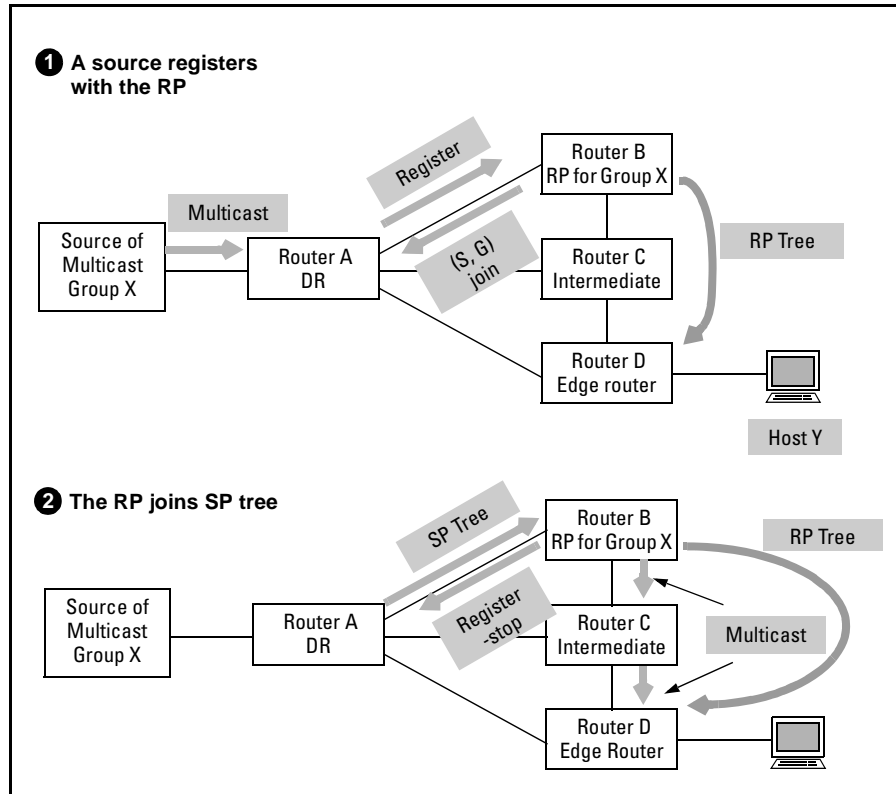 1 A source registers
with the RP
Register
Router B
RP for Group X
Multicast
RP Tree
Source of
Multicast
Group X
Router A
DR
(S, G)
join
Router C
Intermediate
Router D
Edge router
Host Y
2 The RP joins SP tree
SP Tree
Router B
RP for Group X
RP Tree
Source of
Multicast
Group X
Router A
DR
Register
-stop
Router C
Intermediate
Multicast
Router D
Edge Router